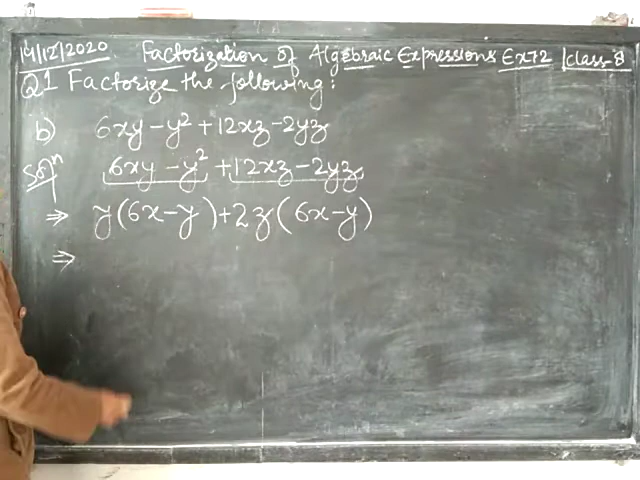 14/12/2020 Factorization of Algebraic Expressions Ex 7.2 | class-8
Q1 Factorize the following:
b) 6xy - y² + 12xz - 2yz
Solⁿ 6xy - y² + 12xz - 2yz
⇒ y(6x - y) + 2z(6x - y)
⇒